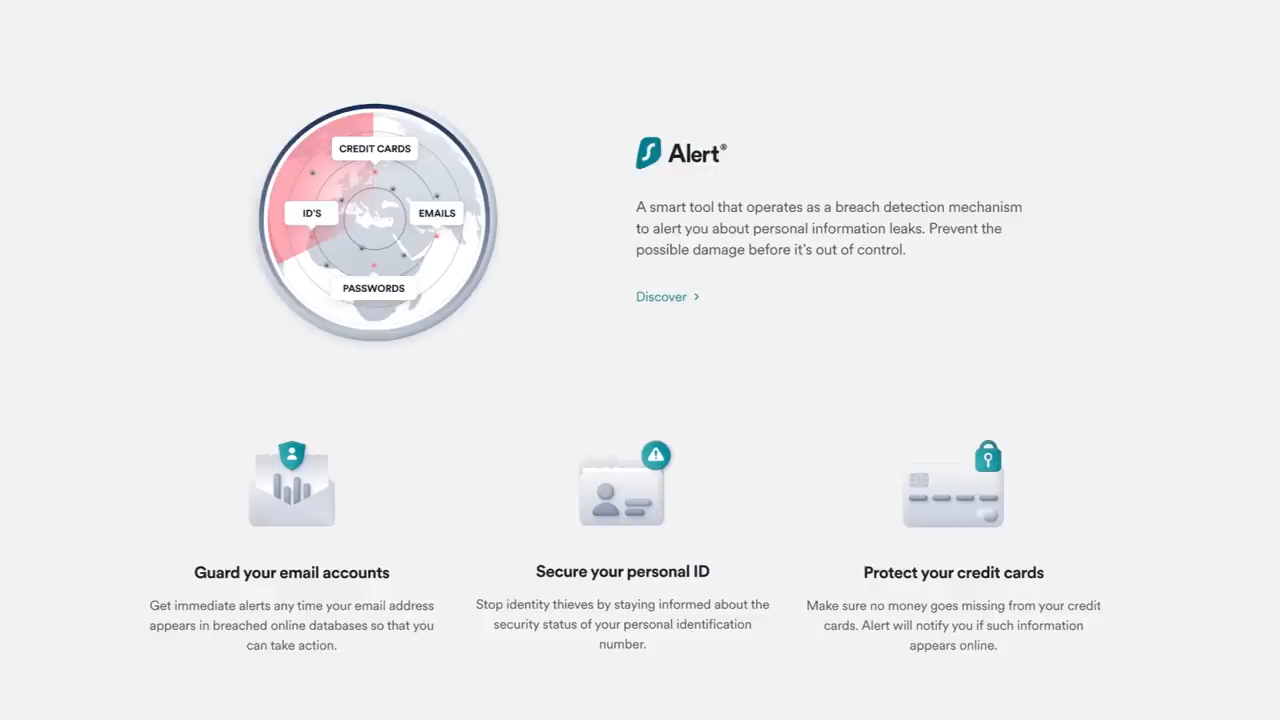 CREDIT CARDS
ID'S
EMAILS
PASSWORDS
Alert®
A smart tool that operates as a breach detection mechanism
to alert you about personal information leaks. Prevent the
possible damage before it's out of control.
Discover >
Guard your email accounts
Get immediate alerts any time your email address
appears in breached online databases so that you
can take action.
Secure your personal ID
Stop identity thieves by staying informed about the
security status of your personal identification
number.
Protect your credit cards
Make sure no money goes missing from your credit
cards. Alert will notify you if such information
appears online.